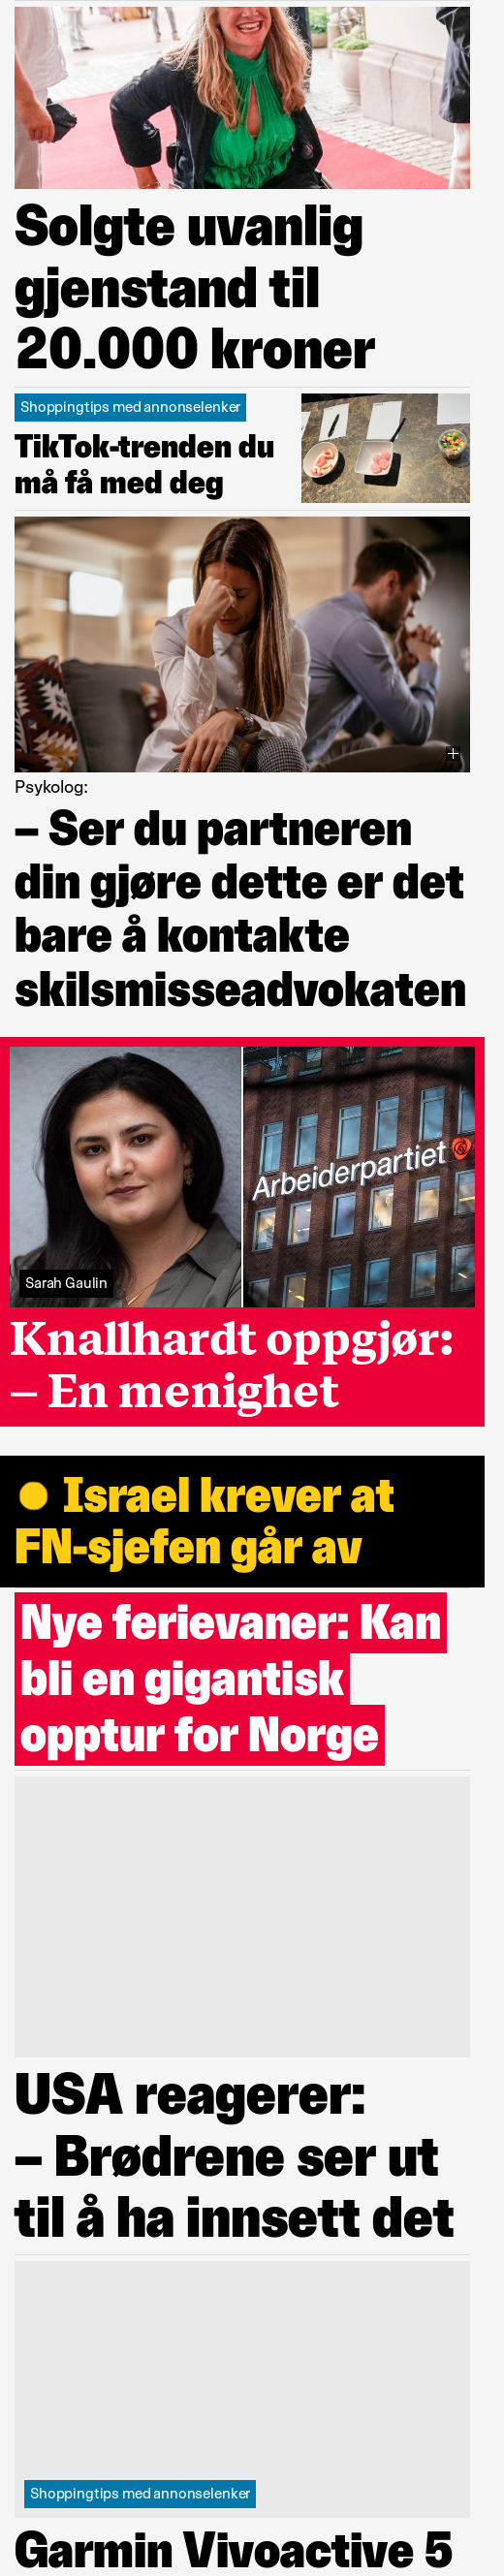 Solgte uvanlig
gjenstand til
20.000 kroner
Shoppingtips med annonselenker
TikTok-trenden du
må få med deg
Psykolog:
– Ser du partneren
din gjøre dette er det
bare å kontakte
skilsmisseadvokaten
Arbeiderpartiet
Sarah Gaulin
Knallhardt oppgjør:
– En menighet
Israel krever at
FN-sjefen går av
Nye ferievaner: Kan
bli en gigantisk
opptur for Norge
USA reagerer:
– Brødrene ser ut
til å ha innsett det
Shoppingtips med annonselenker
Garmin Vivoactive 5